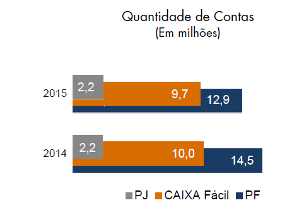 Quantidade de Contas
(Em milhões)
2015 2,2 9,7 12,9
2014 2,2 10,0 14,5
PJ CAIXA Fácil PF